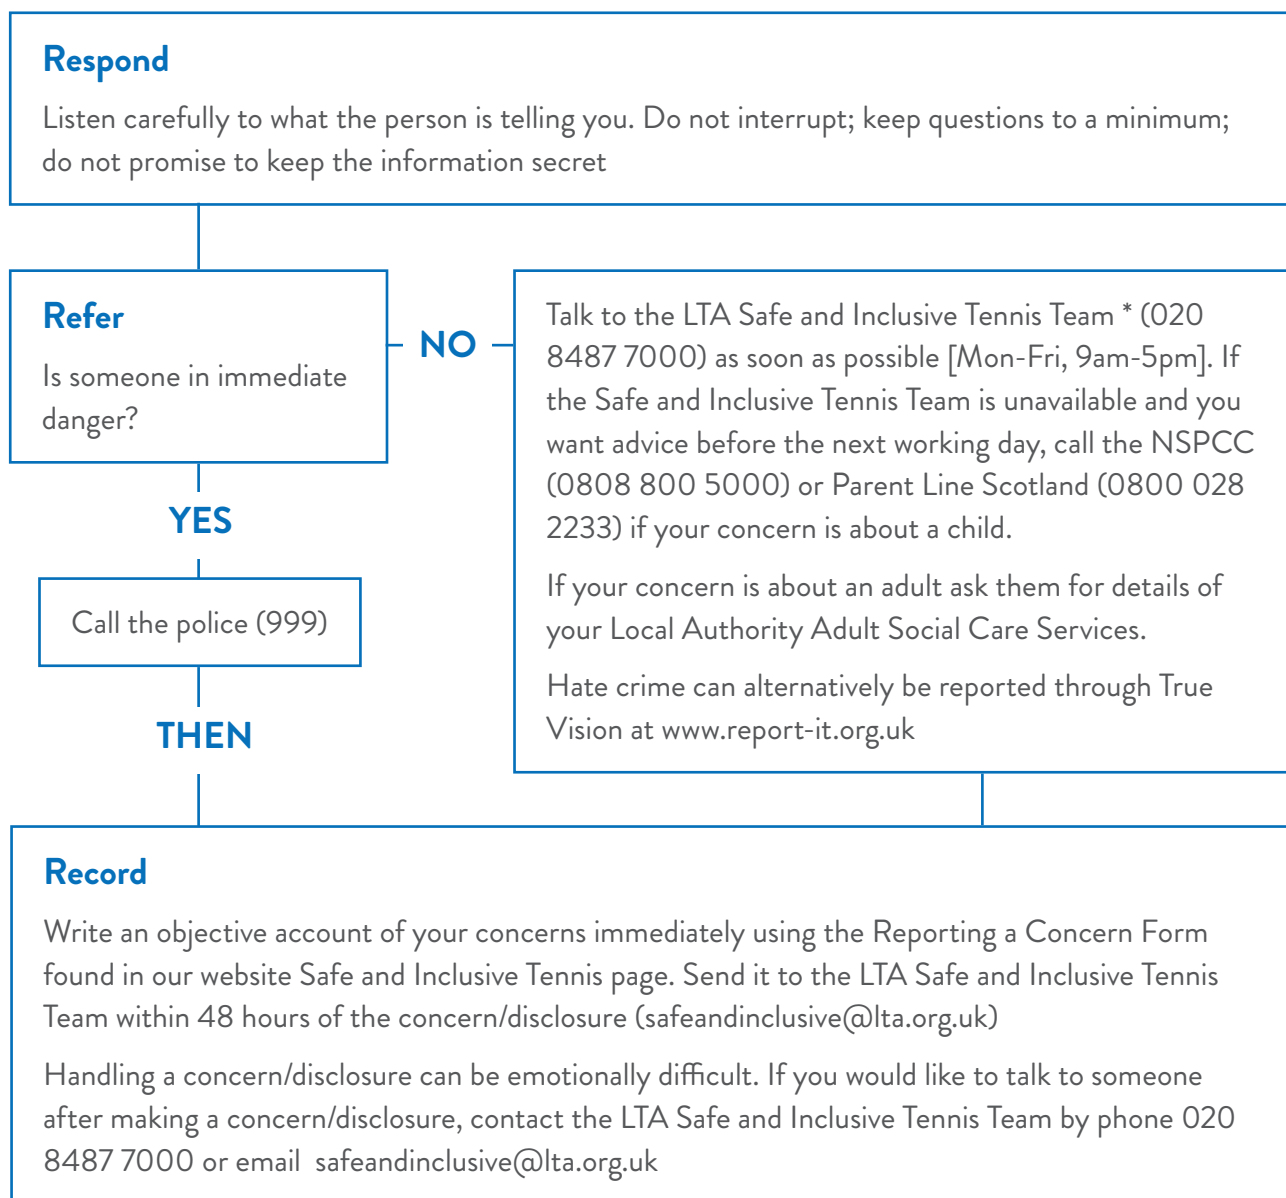 Respond
Listen carefully to what the person is telling you. Do not interrupt; keep questions to a minimum;
do not promise to keep the information secret
Refer
Is someone in immediate
danger?
NO
Talk to the LTA Safe and Inclusive Tennis Team * (020
8487 7000) as soon as possible [Mon-Fri, 9am-5pm]. If
the Safe and Inclusive Tennis Team is unavailable and you
want advice before the next working day, call the NSPCC
(0808 800 5000) or Parent Line Scotland (0800 028
2233) if your concern is about a child.
If your concern is about an adult ask them for details of
your Local Authority Adult Social Care Services.
Hate crime can alternatively be reported through True
Vision at www.report-it.org.uk
YES
Call the police (999)
THEN
Record
Write an objective account of your concerns immediately using the Reporting a Concern Form
found in our website Safe and Inclusive Tennis page. Send it to the LTA Safe and Inclusive Tennis
Team within 48 hours of the concern/disclosure (safeandinclusive@lta.org.uk)
Handling a concern/disclosure can be emotionally difficult. If you would like to talk to someone
after making a concern/disclosure, contact the LTA Safe and Inclusive Tennis Team by phone 020
8487 7000 or email  safeandinclusive@lta.org.uk